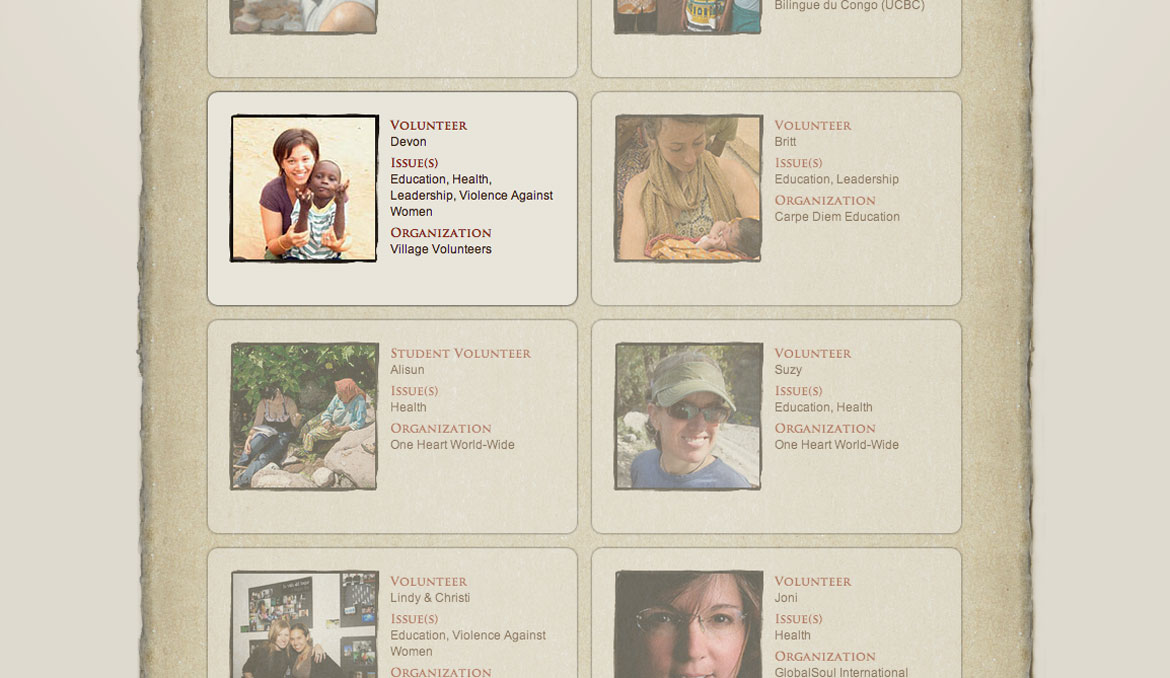 Bilingue du Congo (UCBC)
VOLUNTEER
Devon
ISSUE(S)
Education, Health,
Leadership, Violence Against
Women
ORGANIZATION
Village Volunteers
VOLUNTEER
Britt
ISSUE(S)
Education, Leadership
ORGANIZATION
Carpe Diem Education
STUDENT VOLUNTEER
Alisun
ISSUE(S)
Health
ORGANIZATION
One Heart World-Wide
VOLUNTEER
Suzy
ISSUE(S)
Education, Health
ORGANIZATION
One Heart World-Wide
VOLUNTEER
Lindy & Christi
ISSUE(S)
Education, Violence Against
Women
ORGANIZATION
VOLUNTEER
Joni
ISSUE(S)
Health
ORGANIZATION
GlobalSoul International